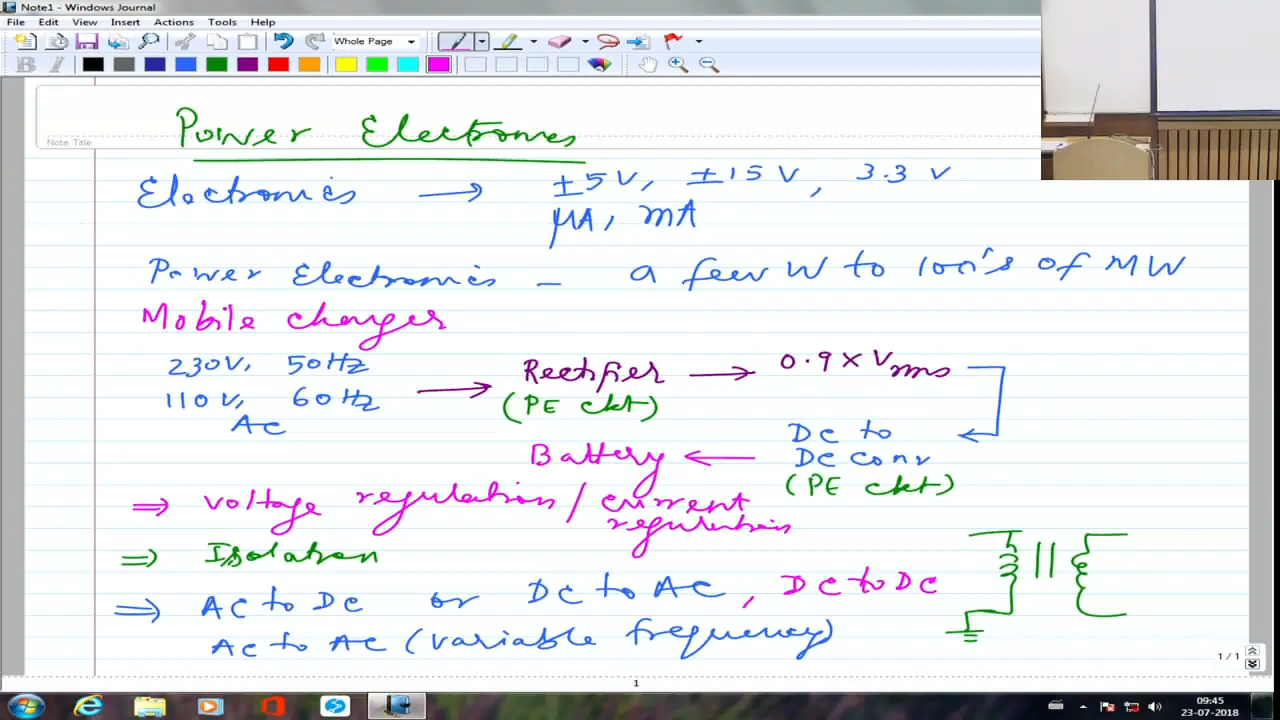 Note1 - Windows Journal
File Edit View Insert Actions Tools Help
Whole Page
B I
Power Electronics
Note Title
Electronics → ±5V, ±15V, 3.3 V
μA, mA
Power Electronics - a few W to 100's of MW
Mobile charger
230V, 50Hz
110V, 60Hz
AC
→ Rectifier → 0.9 × Vrms
(PE ckt)
DC to
DC conv
(PE ckt)
Battery ←
⇒ Voltage regulation / current
regulation
⇒ Isolation
⇒ AC to DC or DC to AC, DC to DC
AC to AC (variable frequency)
1 / 1
1
09:45
23-07-2018